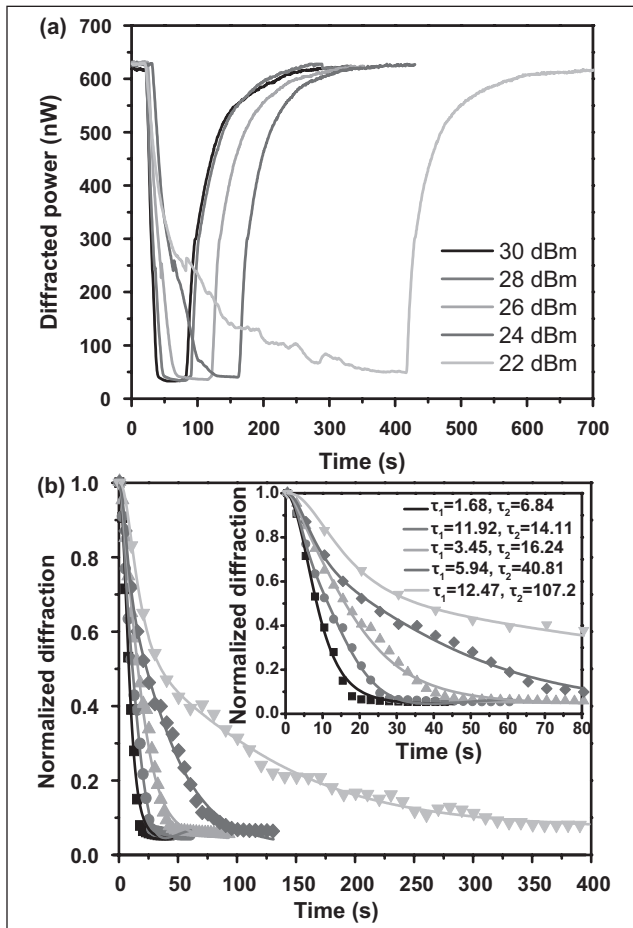 (a)
700
600
500
400
300
200
100
0
Diffracted power (nW)
30 dBm
28 dBm
26 dBm
24 dBm
22 dBm
0 100 200 300 400 500 600 700
Time (s)
(b)
1.0
0.8
0.6
0.4
0.2
0.0
Normalized diffraction
1.0
0.8
0.6
0.4
0.2
0.0
Normalized diffraction
τ1=1.68, τ2=6.84
τ1=11.92, τ2=14.11
τ1=3.45, τ2=16.24
τ1=5.94, τ2=40.81
τ1=12.47, τ2=107.2
0 10 20 30 40 50 60 70 80
Time (s)
0 50 100 150 200 250 300 350 400
Time (s)